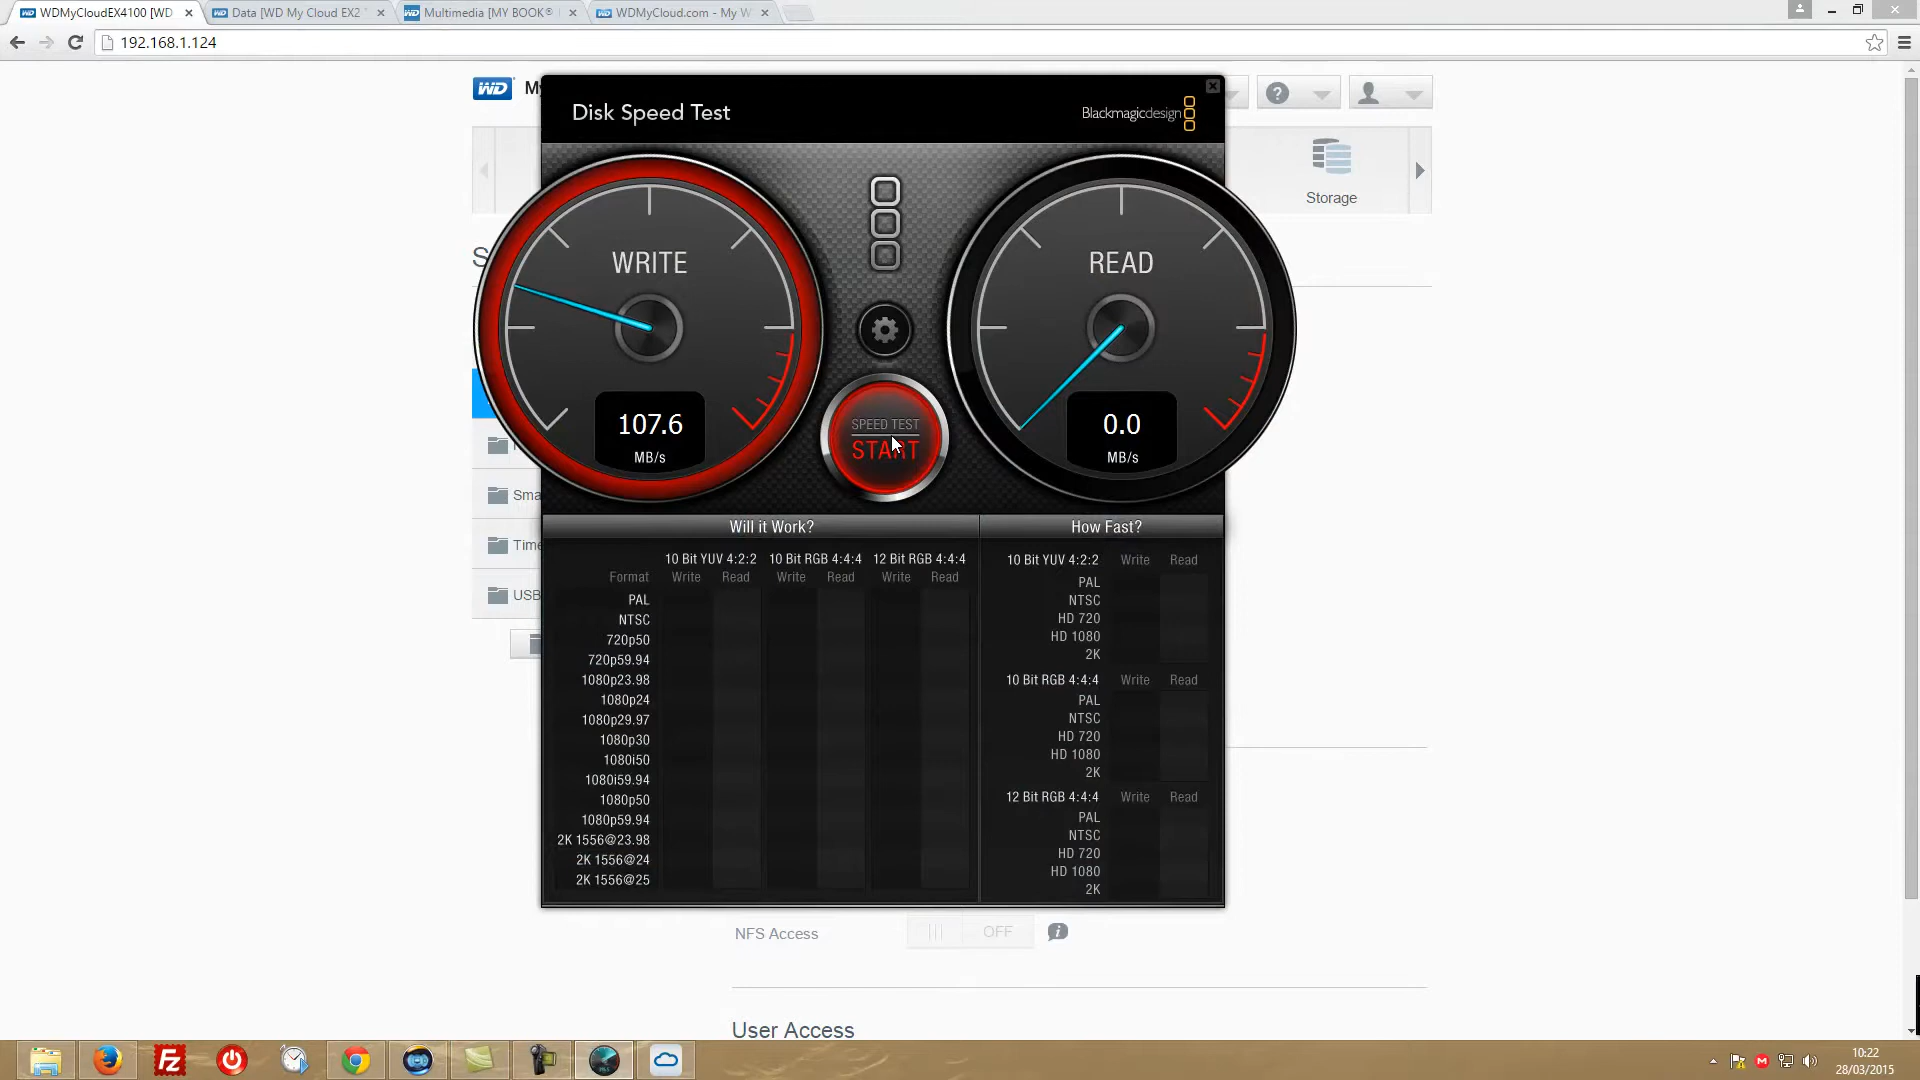 WDMyCloudEX4100 [WD
Data [WD My Cloud EX2
Multimedia [MY BOOK®
WDMyCloud.com - My W
192.168.1.124
WD
My
Disk Speed Test
Blackmagicdesign
Storage
S
WRITE
107.6
MB/s
SPEED TEST
START
READ
0.0
MB/s
Sma
Time
USB
Will it Work?
10 Bit YUV 4:2:2 10 Bit RGB 4:4:4 12 Bit RGB 4:4:4
Format Write Read Write Read Write Read
PAL
NTSC
720p50
720p59.94
1080p23.98
1080p24
1080p29.97
1080p30
1080i50
1080i59.94
1080p50
1080p59.94
2K 1556@23.98
2K 1556@24
2K 1556@25
How Fast?
10 Bit YUV 4:2:2 Write Read
PAL
NTSC
HD 720
HD 1080
2K
10 Bit RGB 4:4:4 Write Read
PAL
NTSC
HD 720
HD 1080
2K
12 Bit RGB 4:4:4 Write Read
PAL
NTSC
HD 720
HD 1080
2K
NFS Access
OFF
User Access
10:22
28/03/2015